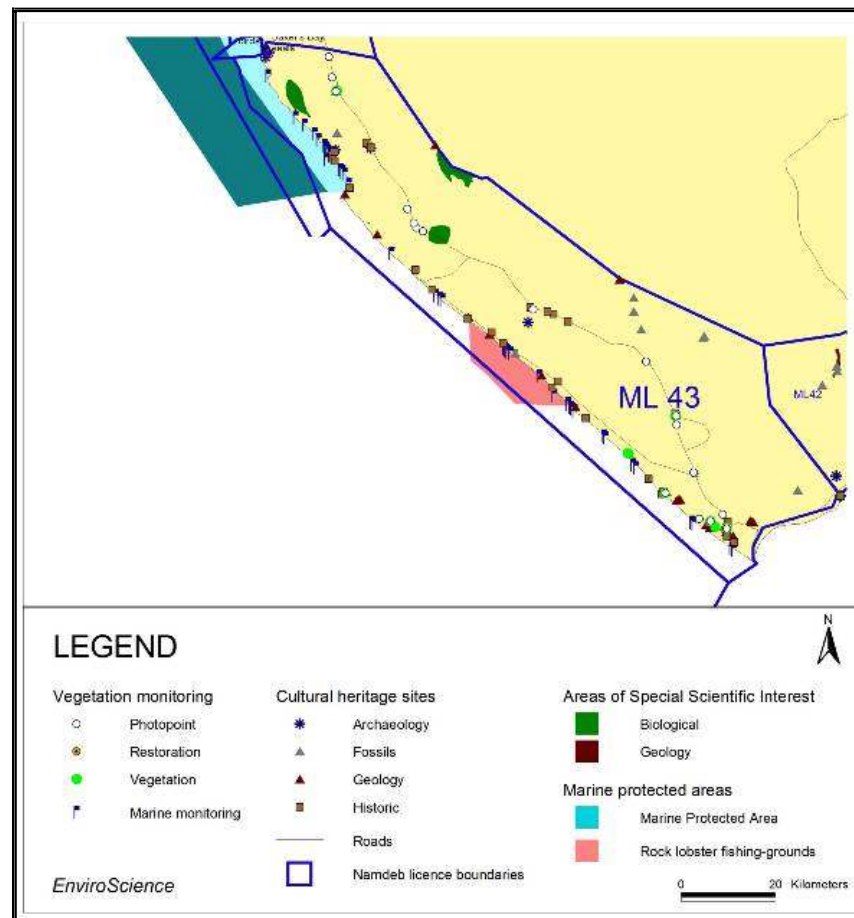 ML 43
ML42
LEGEND
N
Vegetation monitoring
Photopoint
Restoration
Vegetation
Marine monitoring
Cultural heritage sites
Archaeology
Fossils
Geology
Historic
Roads
Namdeb licence boundaries
Areas of Special Scientific Interest
Biological
Geology
Marine protected areas
Marine Protected Area
Rock lobster fishing-grounds
EnviroScience
0 20 Kilometers